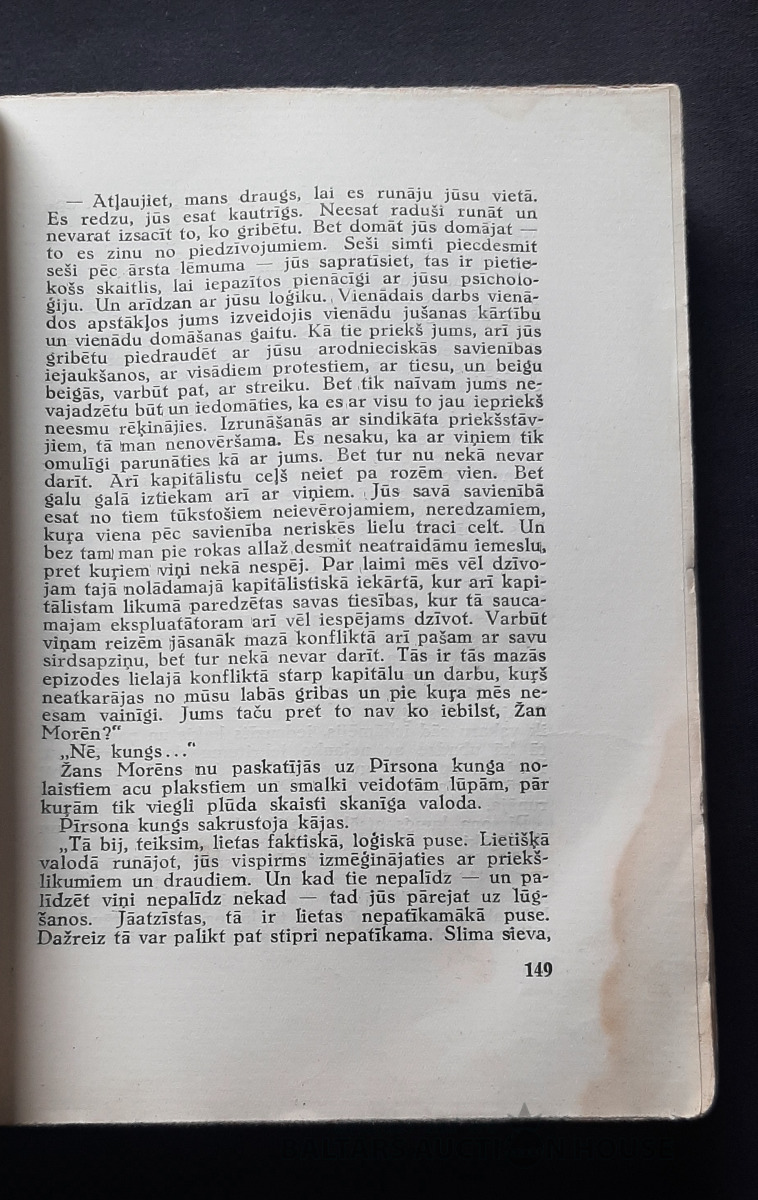 — Atļaujiet, mans draugs, lai es runāju jūsu vietā.
Es redzu, jūs esat kautrīgs. Neesat raduši runāt un
nevarat izsacīt to, ko gribētu. Bet domāt jūs domājat —
to es zinu no piedzīvojumiem. Seši simti piecdesmit
seši pēc ārsta lēmuma — jūs sapratīsiet, tas ir pietie-
košs skaitlis, lai iepazītos pienācīgi ar jūsu psīcholo-
ģiju. Un arīdzan ar jūsu loģiku. Vienādais darbs vienā-
dos apstākļos jums izveidojis vienādu jušanas kārtību
un vienādu domāšanas gaitu. Kā tie priekš jums, arī jūs
gribētu piedraudēt ar jūsu arodnieciskās savienības
iejaukšanos, ar visādiem protestiem, ar tiesu, un beigu
beigās, varbūt pat, ar streiku. Bet tik naīvam jums ne-
vajadzētu būt un iedomāties, ka es ar visu to jau iepriekš
neesmu rēķinājies. Izrunāšanās ar sindikāta priekšstāv-
jiem, tā man nenovēršama. Es nesaku, ka ar viņiem tik
omulīgi parunāties kā ar jums. Bet tur nu nekā nevar
darīt. Arī kapitālistu ceļš neiet pa rozēm vien. Bet
galu galā iztiekam arī ar viņiem. Jūs savā savienībā
esat no tiem tūkstošiem neievērojamiem, neredzamiem,
kuŗa viena pēc savienība neriskēs lielu traci celt. Un
bez tam man pie rokas allaž desmit neatraidāmu iemeslu,
pret kuŗiem viņi nekā nespēj. Par laimi mēs vēl dzīvo-
jam tajā nolādamajā kapitālistiskā iekārtā, kur arī kapi-
tālistam likumā paredzētas savas tiesības, kur tā sauca-
majam ekspluatātoram arī vēl iespējams dzīvot. Varbūt
viņam reizēm jāsanāk mazā konfliktā arī pašam ar savu
sirdsapziņu, bet tur nekā nevar darīt. Tās ir tās mazās
epizodes lielajā konfliktā starp kapitālu un darbu, kuŗš
neatkarājas no mūsu labās gribas un pie kuŗa mēs ne-
esam vainīgi. Jums taču pret to nav ko iebilst, Žan
Morēn?“
„Nē, kungs...“
Žans Morēns nu paskatījās uz Pīrsona kunga no-
laistiem acu plakstiem un smalki veidotām lūpām, pār
kuŗām tik viegli plūda skaisti skanīga valoda.
Pīrsona kungs sakrustoja kājas.
„Tā bij, teiksim, lietas faktiskā, loģiskā puse. Lietišķā
valodā runājot, jūs vispirms izmēģinājaties ar priekš-
likumiem un draudiem. Un kad tie nepalīdz — un pa-
līdzēt viņi nepalīdz nekad — tad jūs pārejat uz lūg-
šanos. Jāatzīstas, tā ir lietas nepatīkamākā puse.
Dažreiz tā var palikt pat stipri nepatīkama. Slima sieva,
149
BALTARS AUCTION HOUSE